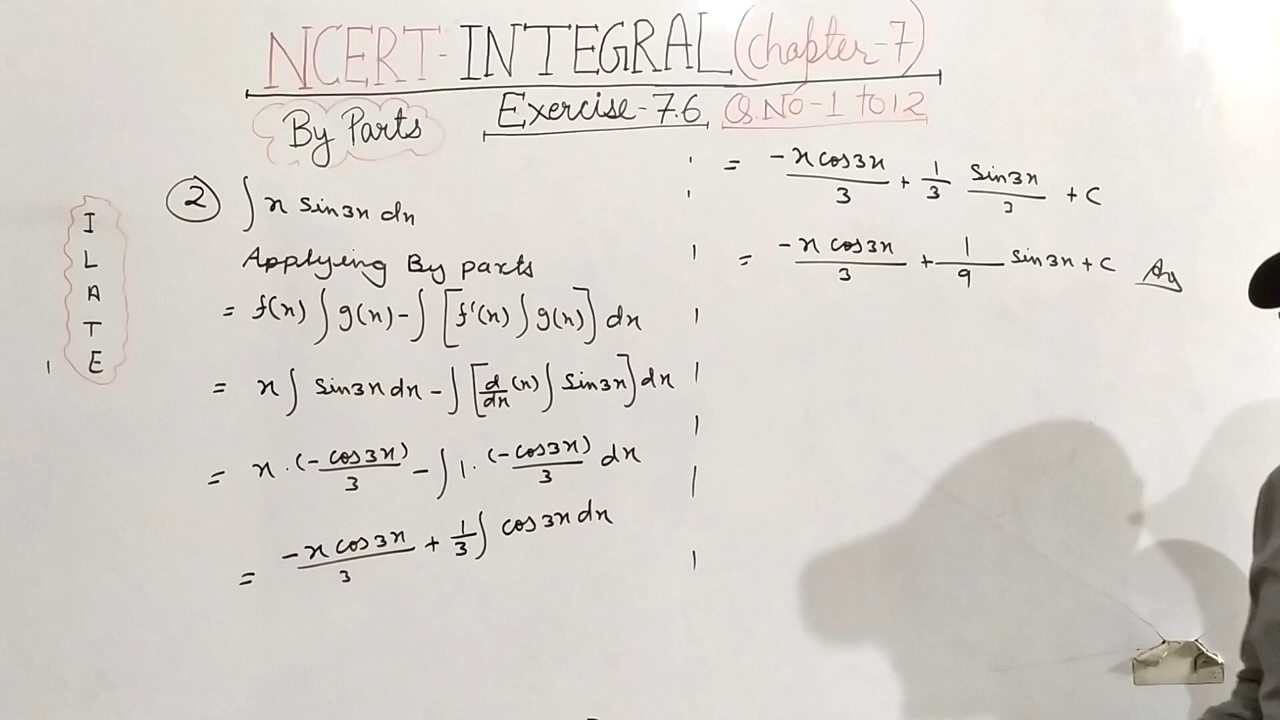 NCERT-INTEGRAL (chapter-7)
By Parts Exercise-7.6 Q.NO-1 to 12
I
L
A
T
E
② ∫ x sin3x dx
Applying By parts
= f(x) ∫ g(x) - ∫ [f'(x) ∫ g(x)] dx
= x ∫ sin3x dx - ∫ [d/dx (x) ∫ sin3x] dx
= x . (-cos3x)/3 - ∫ 1 . (-cos3x)/3 dx
= -x cos3x/3 + 1/3 ∫ cos3x dx
= -x cos3x/3 + 1/3 sin3x/3 + C
= -x cos3x/3 + 1/9 sin3x + C Ans